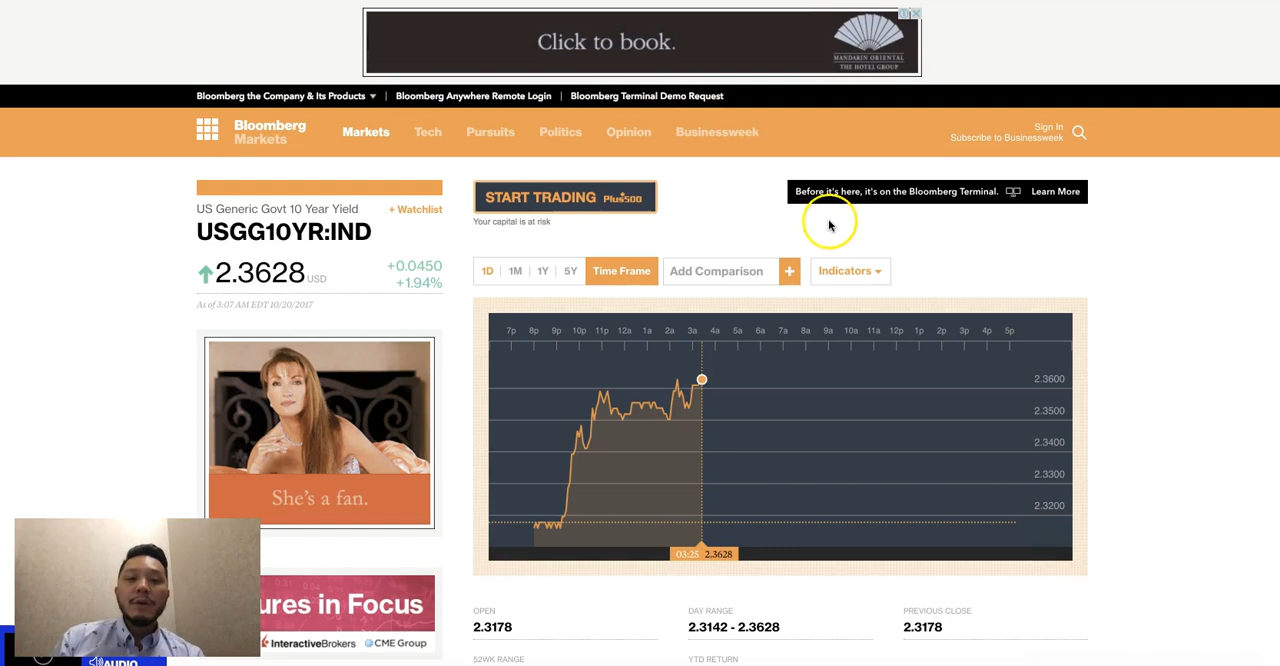 Click to book.
MANDARIN ORIENTAL
THE HOTEL GROUP
Bloomberg the Company & Its Products
Bloomberg Anywhere Remote Login
Bloomberg Terminal Demo Request
Bloomberg
Markets
Markets
Tech
Pursuits
Politics
Opinion
Businessweek
Sign In
Subscribe to Businessweek
US Generic Govt 10 Year Yield
+ Watchlist
USGG10YR:IND
2.3628 USD
+0.0450
+1.94%
As of 3:07 AM EDT 10/20/2017
She's a fan.
ures in Focus
InteractiveBrokers
CME Group
AUDIO
START TRADING Plus500
Your capital is at risk
Before it's here, it's on the Bloomberg Terminal. Learn More
1D 1M 1Y 5Y Time Frame
Add Comparison +
Indicators
7p 8p 9p 10p 11p 12a 1a 2a 3a 4a 5a 6a 7a 8a 9a 10a 11a 12p 1p 2p 3p 4p 5p
2.3600
2.3500
2.3400
2.3300
2.3200
03:25 2.3628
OPEN
2.3178
DAY RANGE
2.3142 - 2.3628
PREVIOUS CLOSE
2.3178
52WK RANGE
YTD RETURN